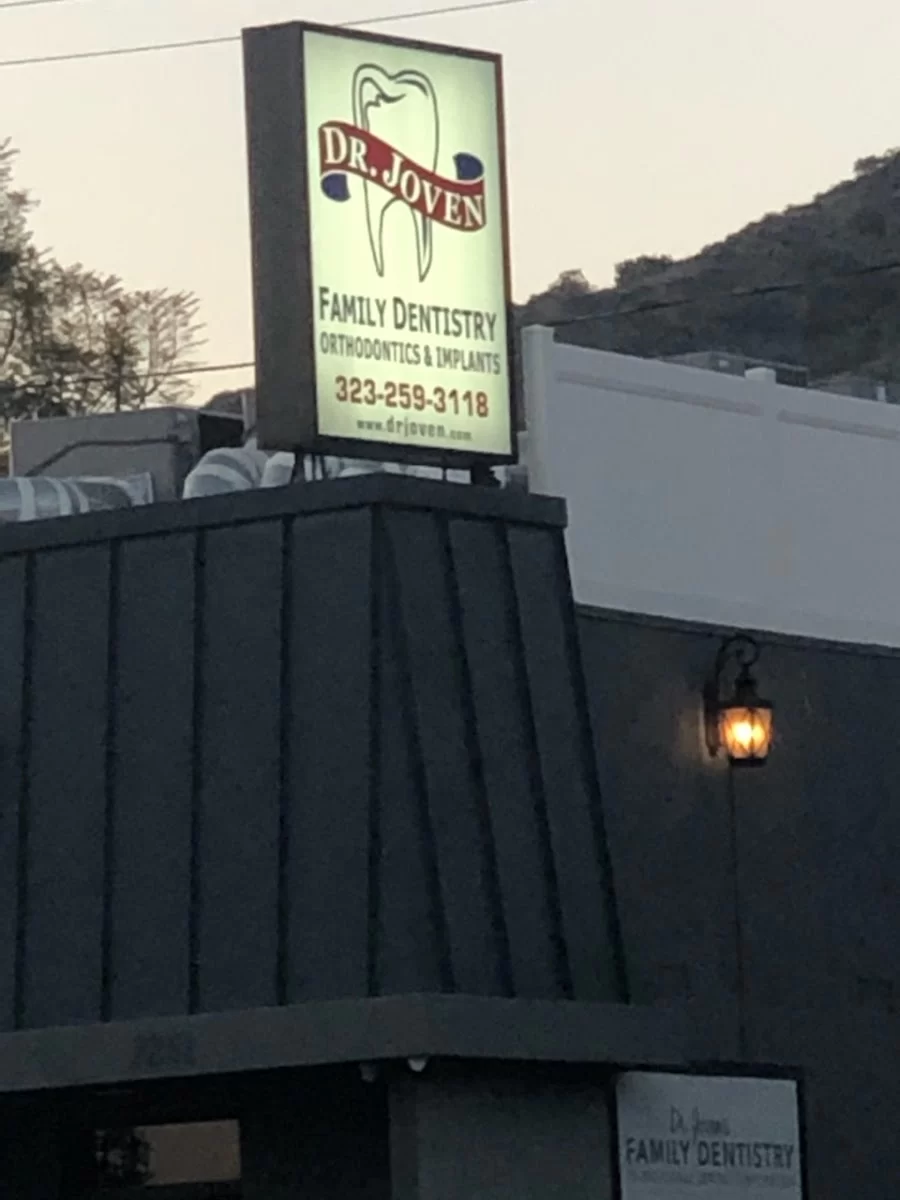 DR. JOVEN
FAMILY DENTISTRY
ORTHODONTICS & IMPLANTS
323-259-3118
www.drjoven.com
Dr. Joven's
FAMILY DENTISTRY